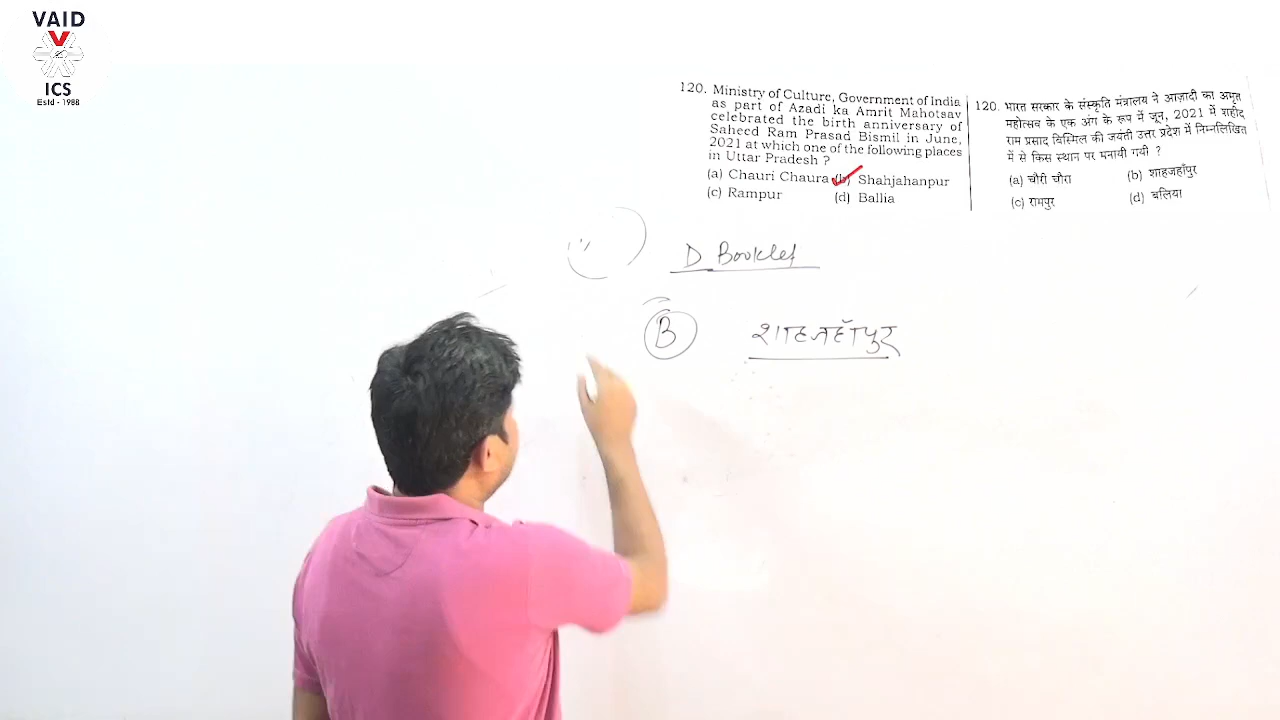 VAID
ICS
Estd - 1988
120. Ministry of Culture, Government of India
as part of Azadi ka Amrit Mahotsav
celebrated the birth anniversary of
Saheed Ram Prasad Bismil in June,
2021 at which one of the following places
in Uttar Pradesh ?
(a) Chauri Chaura (b) Shahjahanpur
(c) Rampur (d) Ballia
120. भारत सरकार के संस्कृति मंत्रालय ने आज़ादी का अमृत
महोत्सव के एक अंग के रूप में जून, 2021 में शहीद
राम प्रसाद बिस्मिल की जयंती उत्तर प्रदेश में निम्नलिखित
में से किस स्थान पर मनायी गयी ?
(a) चौरी चौरा (b) शाहजहाँपुर
(c) रामपुर (d) बलिया
D Booklet
B शाहजहाँपुर